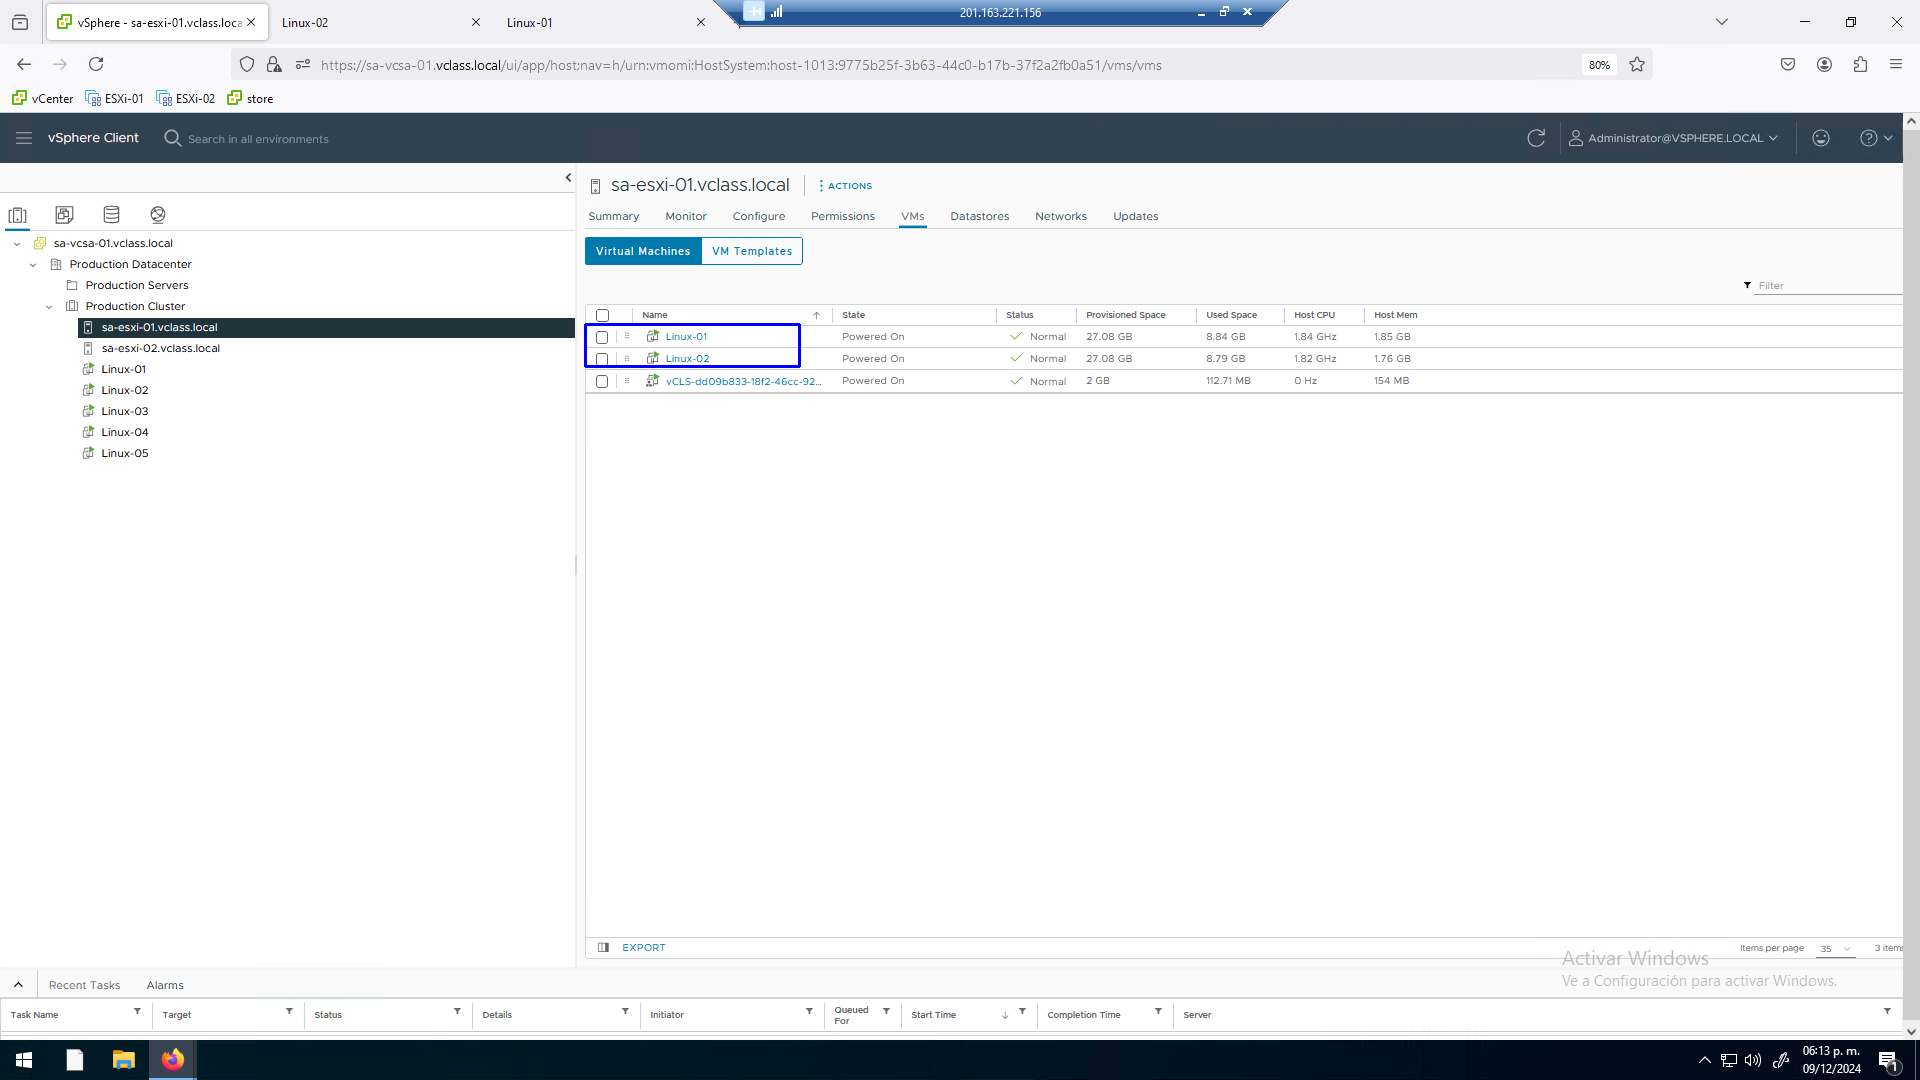 vSphere - sa-esxi-01.vclass.loca
Linux-02
Linux-01
201.163.221.156
https://sa-vcsa-01.vclass.local/ui/app/host;nav=h/urn:vmomi:HostSystem:host-1013:9775b25f-3b63-44c0-b17b-37f2a2fb0a51/vms/vms
80%
vCenter
ESXi-01
ESXi-02
store
vSphere Client
Search in all environments
Administrator@VSPHERE.LOCAL
sa-vcsa-01.vclass.local
Production Datacenter
Production Servers
Production Cluster
sa-esxi-01.vclass.local
sa-esxi-02.vclass.local
Linux-01
Linux-02
Linux-03
Linux-04
Linux-05
sa-esxi-01.vclass.local
ACTIONS
Summary Monitor Configure Permissions VMs Datastores Networks Updates
Virtual Machines VM Templates
Filter
Name State Status Provisioned Space Used Space Host CPU Host Mem
Linux-01 Powered On Normal 27.08 GB 8.84 GB 1.84 GHz 1.85 GB
Linux-02 Powered On Normal 27.08 GB 8.79 GB 1.82 GHz 1.76 GB
vCLS-dd09b833-18f2-46cc-92... Powered On Normal 2 GB 112.71 MB 0 Hz 154 MB
EXPORT
Items per page 35 3 items
Activar Windows
Ve a Configuración para activar Windows.
Recent Tasks Alarms
Task Name Target Status Details Initiator Queued For Start Time Completion Time Server
06:13 p. m.
09/12/2024
1